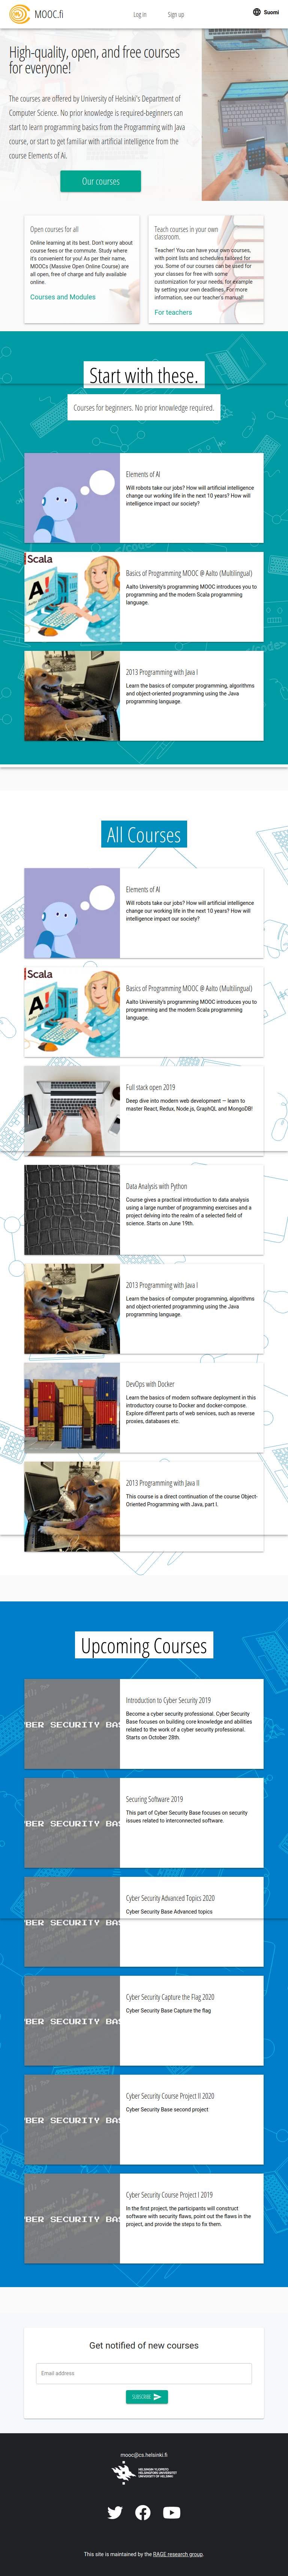 MOOC.fi
Log in
Sign up
Suomi
High-quality, open, and free courses
for everyone!
The courses are offered by University of Helsinki's Department of
Computer Science. No prior knowledge is required-beginners can
start to learn programming basics from the Programming with Java
course, or start to get familiar with artificial intelligence from the
course Elements of Ai.
Our courses
Open courses for all
Online learning at its best. Don't worry about
course fees or the commute. Study where
it's convenient for you! As per their name,
MOOCs (Massive Open Online Course) are
all open, free of charge and fully available
online.
Courses and Modules
Teach courses in your own
classroom.
Teacher! You can have your own courses,
with point lists and schedules tailored for
you. Some of our courses can be used for
your classes for free with some
customization for your needs, for example
by setting your own deadlines. For more
information, see our teacher's manual!
For teachers
Start with these.
Courses for beginners. No prior knowledge required.
Elements of AI
Will robots take our jobs? How will artificial intelligence
change our working life in the next 10 years? How will
intelligence impact our society?
Scala
A!
Basics of Programming MOOC @ Aalto (Multilingual)
Aalto University's programming MOOC introduces you to
programming and the modern Scala programming
language.
2013 Programming with Java I
Learn the basics of computer programming, algorithms
and object-oriented programming using the Java
programming language.
All Courses
Elements of AI
Will robots take our jobs? How will artificial intelligence
change our working life in the next 10 years? How will
intelligence impact our society?
Scala
A!
Basics of Programming MOOC @ Aalto (Multilingual)
Aalto University's programming MOOC introduces you to
programming and the modern Scala programming
language.
Full stack open 2019
Deep dive into modern web development — learn to
master React, Redux, Node.js, GraphQL and MongoDB!
Data Analysis with Python
Course gives a practical introduction to data analysis
using a large number of programming exercises and a
project delving into the realm of a selected field of
science. Starts on June 19th.
2013 Programming with Java I
Learn the basics of computer programming, algorithms
and object-oriented programming using the Java
programming language.
DevOps with Docker
Learn the basics of modern software deployment in this
introductory course to Docker and docker-compose.
Explore different parts of web services, such as reverse
proxies, databases etc.
2013 Programming with Java II
This course is a direct continuation of the course Object-
Oriented Programming with Java, part I.
Upcoming Courses
YBER SECURITY BAS
Introduction to Cyber Security 2019
Become a cyber security professional. Cyber Security
Base focuses on building core knowledge and abilities
related to the work of a cyber security professional.
Starts on October 28th.
YBER SECURITY BAS
Securing Software 2019
This part of Cyber Security Base focuses on security
issues related to interconnected software.
YBER SECURITY BAS
Cyber Security Advanced Topics 2020
Cyber Security Base Advanced topics
YBER SECURITY BAS
Cyber Security Capture the Flag 2020
Cyber Security Base Capture the flag
YBER SECURITY BAS
Cyber Security Course Project II 2020
Cyber Security Base second project
YBER SECURITY BAS
Cyber Security Course Project I 2019
In the first project, the participants will construct
software with security flaws, point out the flaws in the
project, and provide the steps to fix them.
Get notified of new courses
Email address
SUBSCRIBE
mooc@cs.helsinki.fi
HELSINGIN YLIOPISTO
HELSINGFORS UNIVERSITET
UNIVERSITY OF HELSINKI
This site is maintained by the RAGE research group.